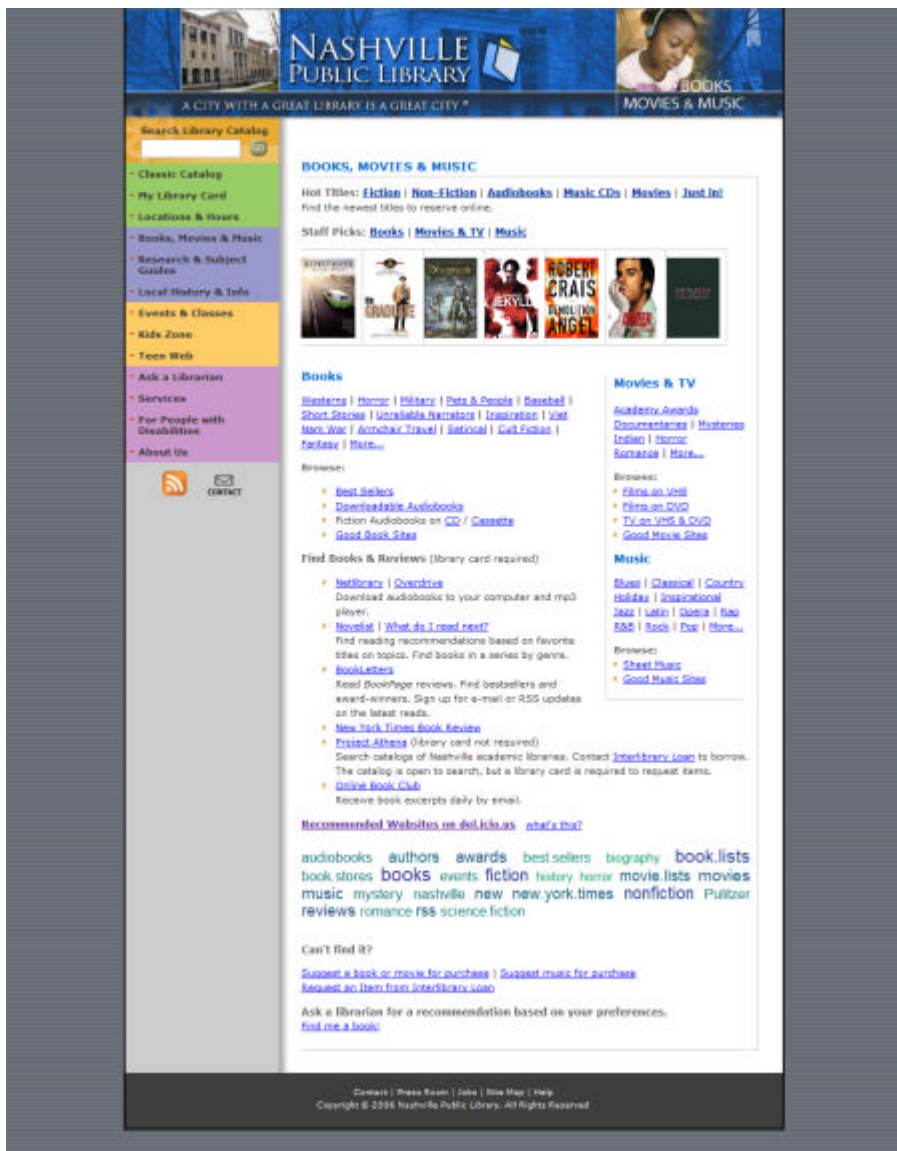 NASHVILLE
PUBLIC LIBRARY
BOOKS
MOVIES & MUSIC
A CITY WITH A GREAT LIBRARY IS A GREAT CITY ®
Search Library Catalog
GO
- Classic Catalog
- My Library Card
- Locations & Hours
- Books, Movies & Music
- Research & Subject
Guides
- Local History & Info
- Events & Classes
- Kids Zone
- Teen Web
- Ask a Librarian
- Services
- For People with
Disabilities
- About Us
CONTACT
BOOKS, MOVIES & MUSIC
Hot Titles: Fiction | Non-Fiction | Audiobooks | Music CDs | Movies | Just In!
Find the newest titles to reserve online.
Staff Picks: Books | Movies & TV | Music
GRADUATE
JEKYLL
ROBERT
CRAIS
DEMOLITION
ANGEL
Books
Westerns | Horror | Military | Pets & People | Baseball |
Short Stories | Unreliable Narrators | Inspiration | Viet
Nam War | Armchair Travel | Satirical | Cult Fiction |
Fantasy | More...
Browse:
Best Sellers
Downloadable Audiobooks
Fiction Audiobooks on CD / Cassette
Good Book Sites
Find Books & Reviews (library card required)
Netlibrary | Overdrive
Download audiobooks to your computer and mp3
player.
Novelist | What do I read next?
Find reading recommendations based on favorite
titles on topics. Find books in a series by genre.
BookLetters
Read BookPage reviews. Find bestsellers and
award-winners. Sign up for e-mail or RSS updates
on the latest reads.
New York Times Book Review
Project Athena (library card not required)
Search catalogs of Nashville academic libraries. Contact Interlibrary Loan to borrow.
The catalog is open to search, but a library card is required to request items.
Online Book Club
Receive book excerpts daily by email.
Movies & TV
Academy Awards
Documentaries | Mysteries
Indian | Horror
Romance | More...
Browse:
Films on VHS
Films on DVD
TV on VHS & DVD
Good Movie Sites
Music
Blues | Classical | Country
Holiday | Inspirational
Jazz | Latin | Opera | Rap
R&B | Rock | Pop | More...
Browse:
Sheet Music
Good Music Sites
Recommended Websites on del.icio.us what's this?
audiobooks authors awards best.sellers biography book.lists
book.stores books events fiction history horror movie.lists movies
music mystery nashville new new.york.times nonfiction Pulitzer
reviews romance rss science.fiction
Can't find it?
Suggest a book or movie for purchase | Suggest music for purchase
Request an Item from Interlibrary Loan
Ask a librarian for a recommendation based on your preferences.
Find me a book!
Contact | Press Room | Jobs | Site Map | Help
Copyright © 2006 Nashville Public Library. All Rights Reserved